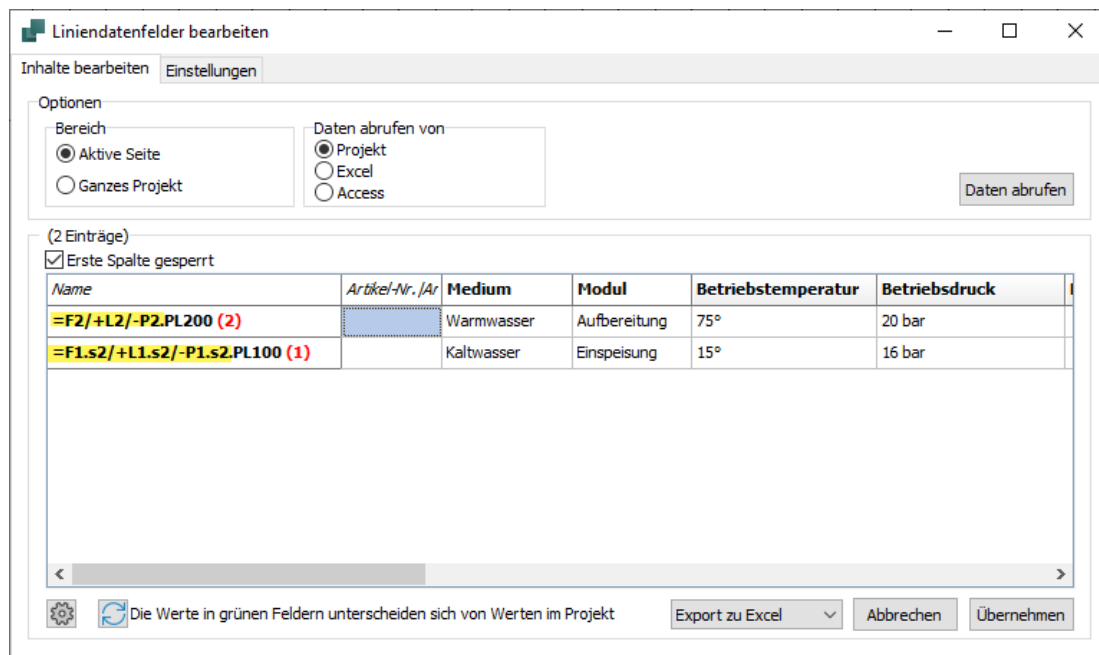 Liniendatenfelder bearbeiten
Inhalte bearbeiten Einstellungen
Optionen
Bereich
Aktive Seite
Ganzes Projekt
Daten abrufen von
Projekt
Excel
Access
Daten abrufen
(2 Einträge)
Erste Spalte gesperrt
Name Artikel-Nr. |Ar Medium Modul Betriebstemperatur Betriebsdruck
=F2/+L2/-P2.PL200 (2) Warmwasser Aufbereitung 75° 20 bar
=F1.s2/+L1.s2/-P1.s2.PL100 (1) Kaltwasser Einspeisung 15° 16 bar
Die Werte in grünen Feldern unterscheiden sich von Werten im Projekt
Export zu Excel Abbrechen Übernehmen